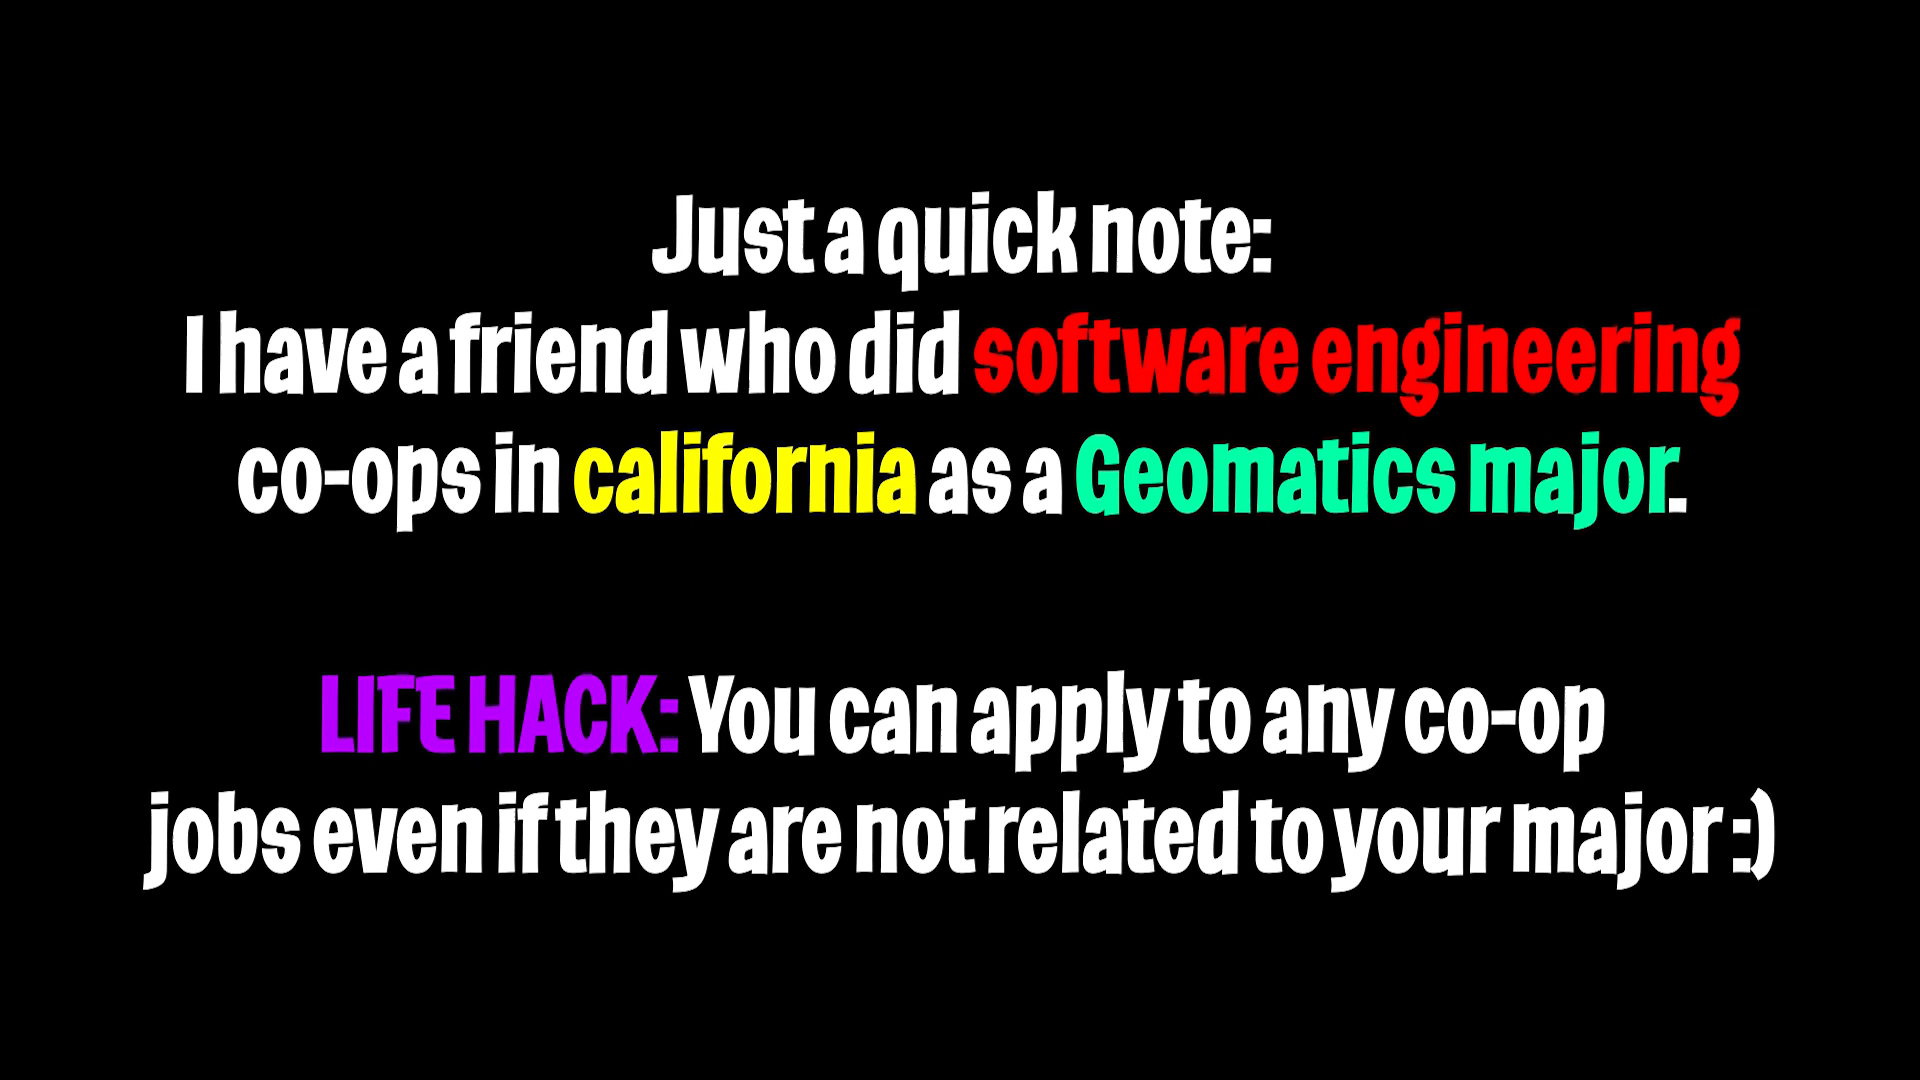 Just a quick note:
I have a friend who did software engineering
co-ops in california as a Geomatics major.
LIFE HACK: You can apply to any co-op
jobs even if they are not related to your major :)